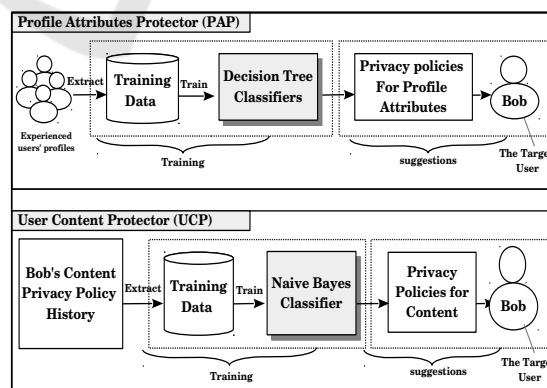 Profile Attributes Protector (PAP)
Extract
Training
Data
Train
Decision Tree
Classifiers
Privacy policies
For Profile
Attributes
Bob
Experienced
users' profiles
Training
suggestions
The Targe
User
User Content Protector (UCP)
Bob's Content
Privacy Policy
History
Extract
Training
Data
Train
Naive Bayes
Classifier
Privacy
Policies for
Content
Bob
Training
suggestions
The Targe
User